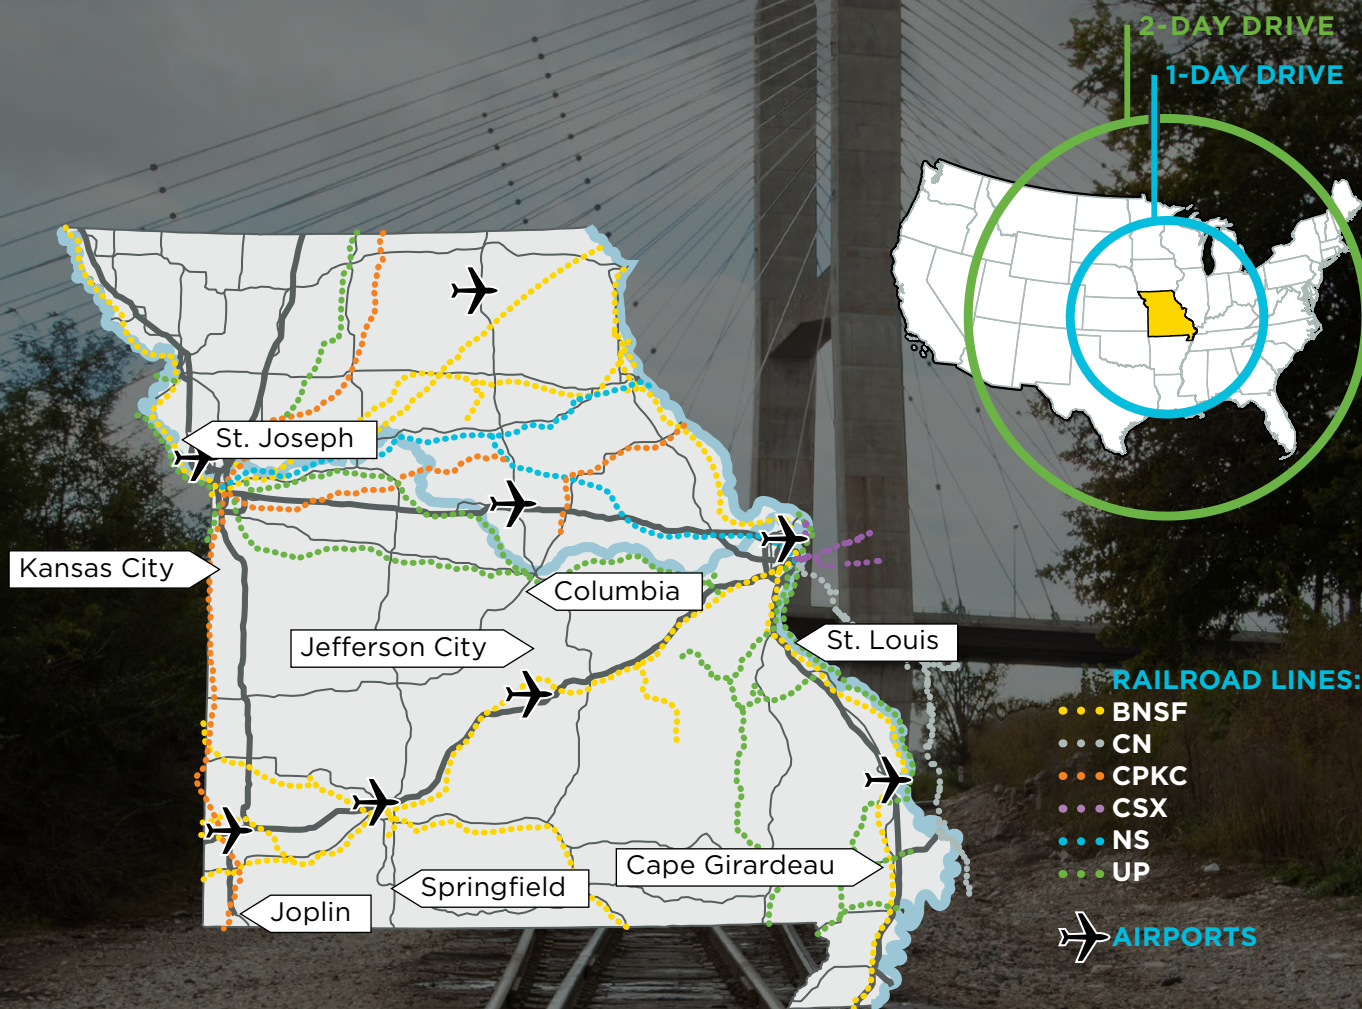 2-DAY DRIVE
1-DAY DRIVE
St. Joseph
Kansas City
Columbia
Jefferson City
St. Louis
Cape Girardeau
Springfield
Joplin
RAILROAD LINES:
BNSF
CN
CPKC
CSX
NS
UP
AIRPORTS